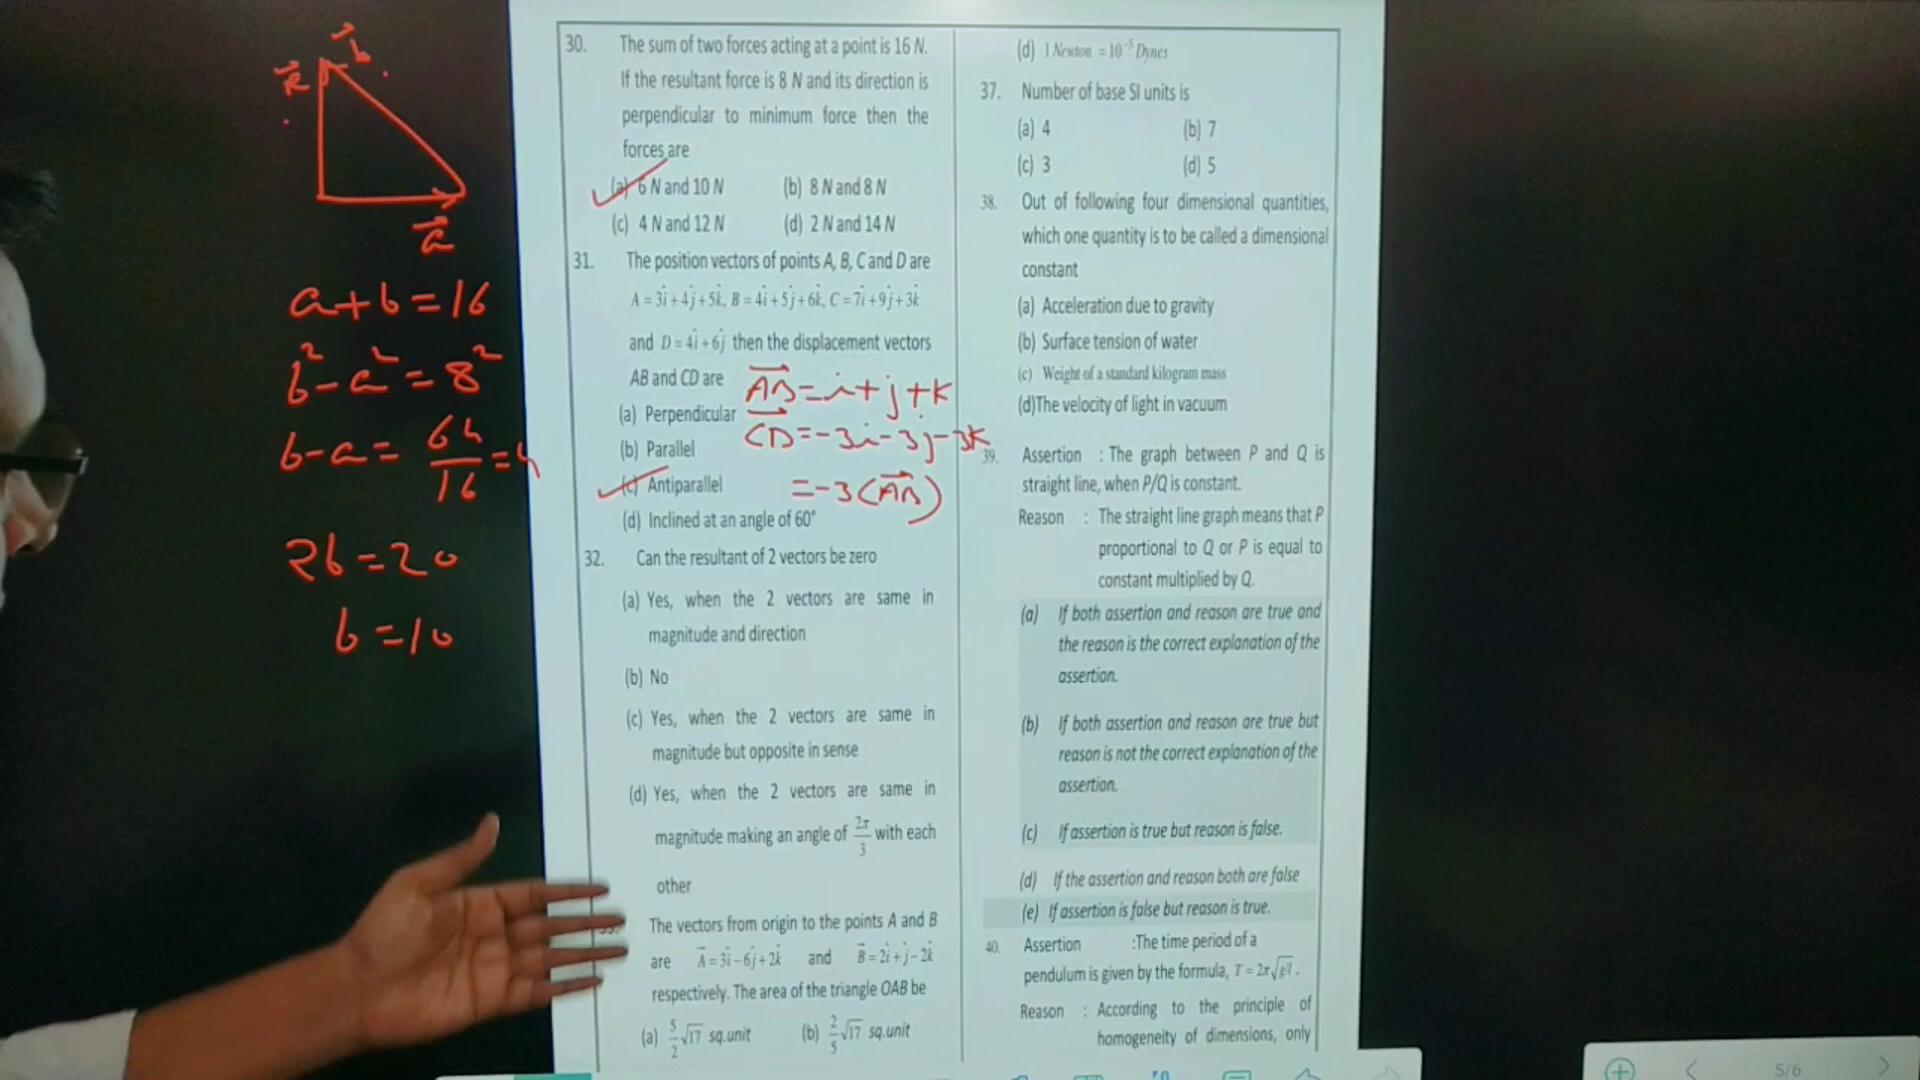 b
R
a
a+b=16
b²-a²=8²
b-a= 64/16 =4
2b=20
b=10
30. The sum of two forces acting at a point is 16 N.
If the resultant force is 8 N and its direction is
perpendicular to minimum force then the
forces are
(a) 6 N and 10 N (b) 8 N and 8 N
(c) 4 N and 12 N (d) 2 N and 14 N
31. The position vectors of points A, B, C and D are
A = 3î + 4ĵ + 5k̂, B = 4î + 5ĵ + 6k̂, C = 7î + 9ĵ + 3k̂
and D = 4î + 6ĵ then the displacement vectors
AB and CD are
AB=i+j+k
(a) Perpendicular
CD=-3i-3j-3k
(b) Parallel
(c) Antiparallel
=-3(AB)
(d) Inclined at an angle of 60°
32. Can the resultant of 2 vectors be zero
(a) Yes, when the 2 vectors are same in
magnitude and direction
(b) No
(c) Yes, when the 2 vectors are same in
magnitude but opposite in sense
(d) Yes, when the 2 vectors are same in
magnitude making an angle of 2π/3 with each
other
The vectors from origin to the points A and B
are A = 3î - 6ĵ + 2k̂ and B = 2î + ĵ - 2k̂
respectively. The area of the triangle OAB be
(a) 5/2 √17 sq.unit (b) 2/5 √17 sq.unit
(d) 1 Newton = 10⁻⁵ Dynes
37. Number of base SI units is
(a) 4 (b) 7
(c) 3 (d) 5
38. Out of following four dimensional quantities,
which one quantity is to be called a dimensional
constant
(a) Acceleration due to gravity
(b) Surface tension of water
(c) Weight of a standard kilogram mass
(d)The velocity of light in vacuum
39. Assertion : The graph between P and Q is
straight line, when P/Q is constant.
Reason : The straight line graph means that P
proportional to Q or P is equal to
constant multiplied by Q.
(a) If both assertion and reason are true and
the reason is the correct explanation of the
assertion.
(b) If both assertion and reason are true but
reason is not the correct explanation of the
assertion.
(c) If assertion is true but reason is false.
(d) If the assertion and reason both are false
(e) If assertion is false but reason is true.
40. Assertion :The time period of a
pendulum is given by the formula, T = 2π√g/l .
Reason : According to the principle of
homogeneity of dimensions, only
5/6